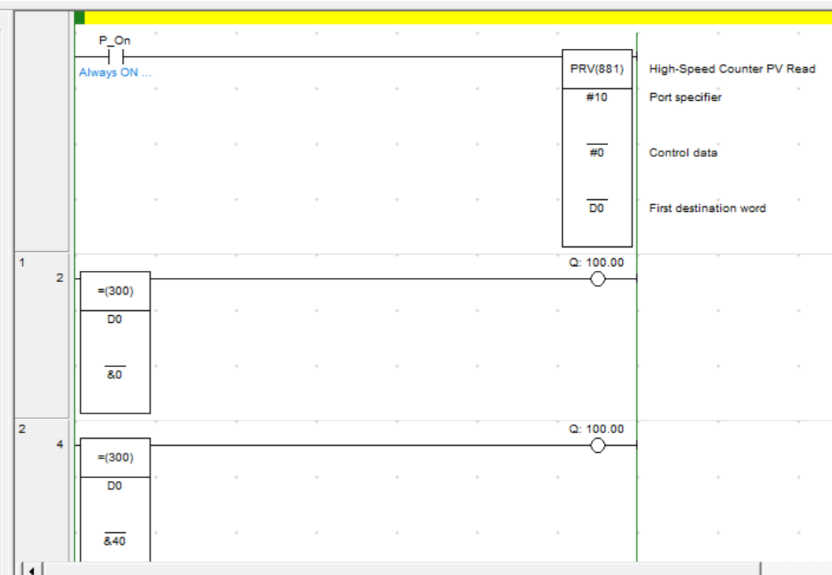 P_On
Always ON ...
PRV(881) High-Speed Counter PV Read
#10 Port specifier
#0 Control data
D0 First destination word
1
2
Q: 100.00
=(300)
D0
&0
2
4
Q: 100.00
=(300)
D0
&40